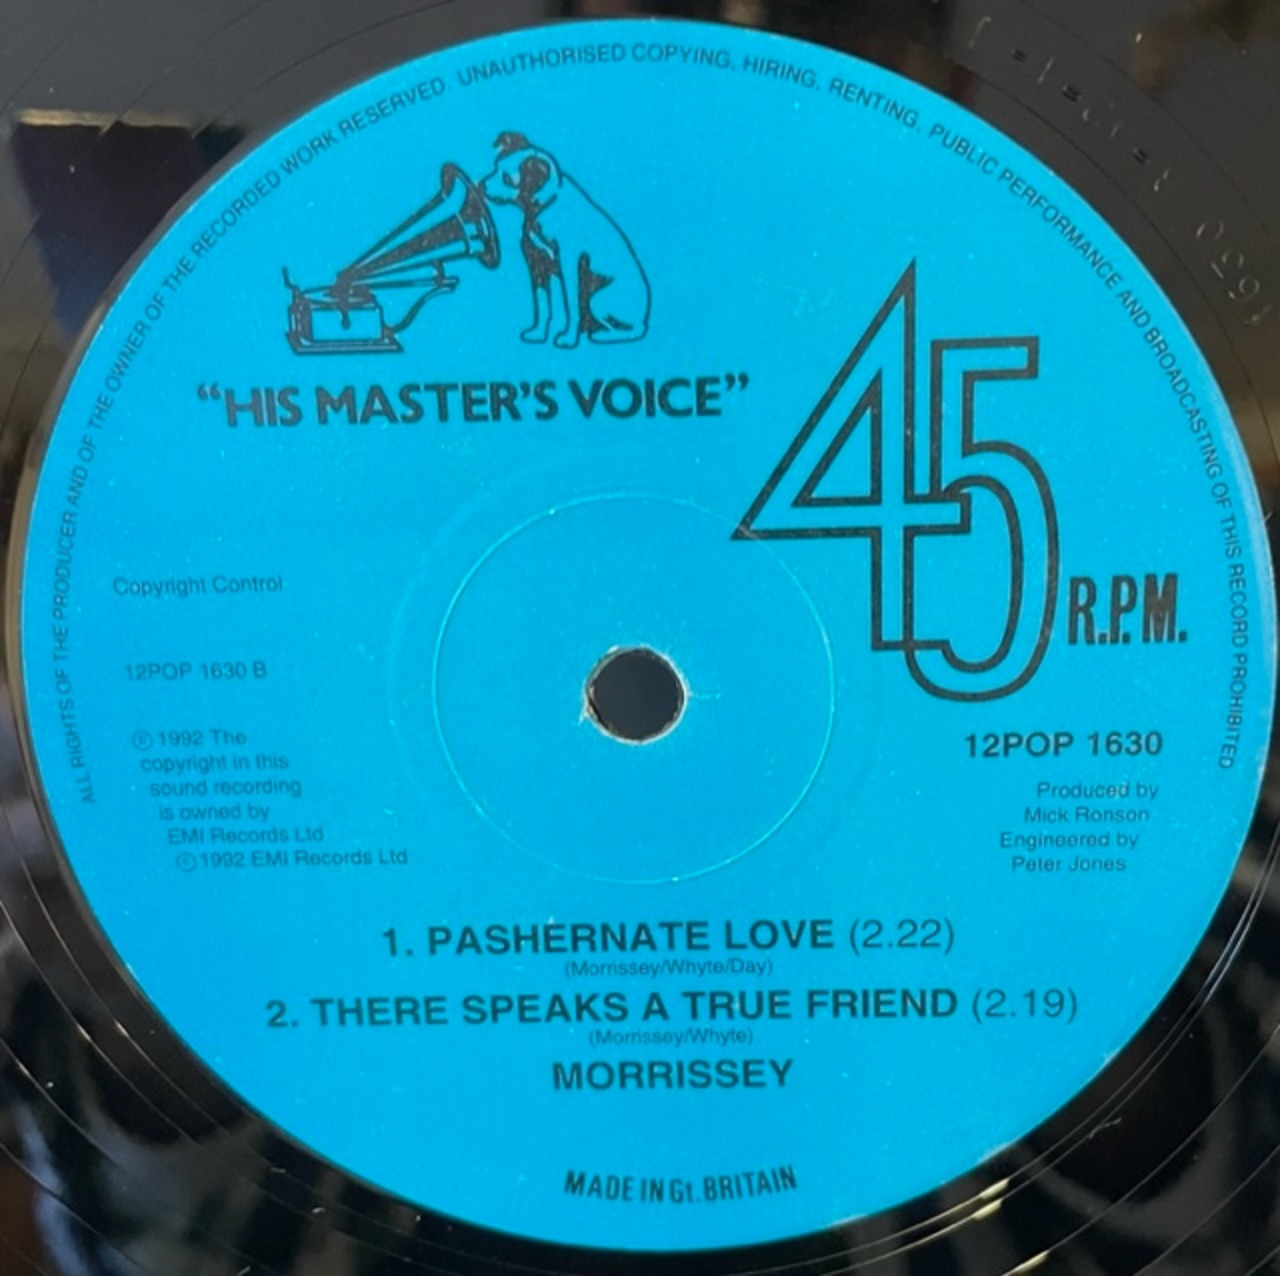 ALL RIGHTS OF THE PRODUCER AND OF THE OWNER OF THE RECORDED WORK RESERVED. UNAUTHORISED COPYING, HIRING, RENTING, PUBLIC PERFORMANCE AND BROADCASTING OF THIS RECORD PROHIBITED
“HIS MASTER'S VOICE”
45 R.P.M.
Copyright Control
12POP 1630 B
℗ 1992 The
copyright in this
sound recording
is owned by
EMI Records Ltd
© 1992 EMI Records Ltd
12POP 1630
Produced by
Mick Ronson
Engineered by
Peter Jones
1. PASHERNATE LOVE (2.22)
(Morrissey/Whyte/Day)
2. THERE SPEAKS A TRUE FRIEND (2.19)
(Morrissey/Whyte)
MORRISSEY
MADE IN Gt. BRITAIN